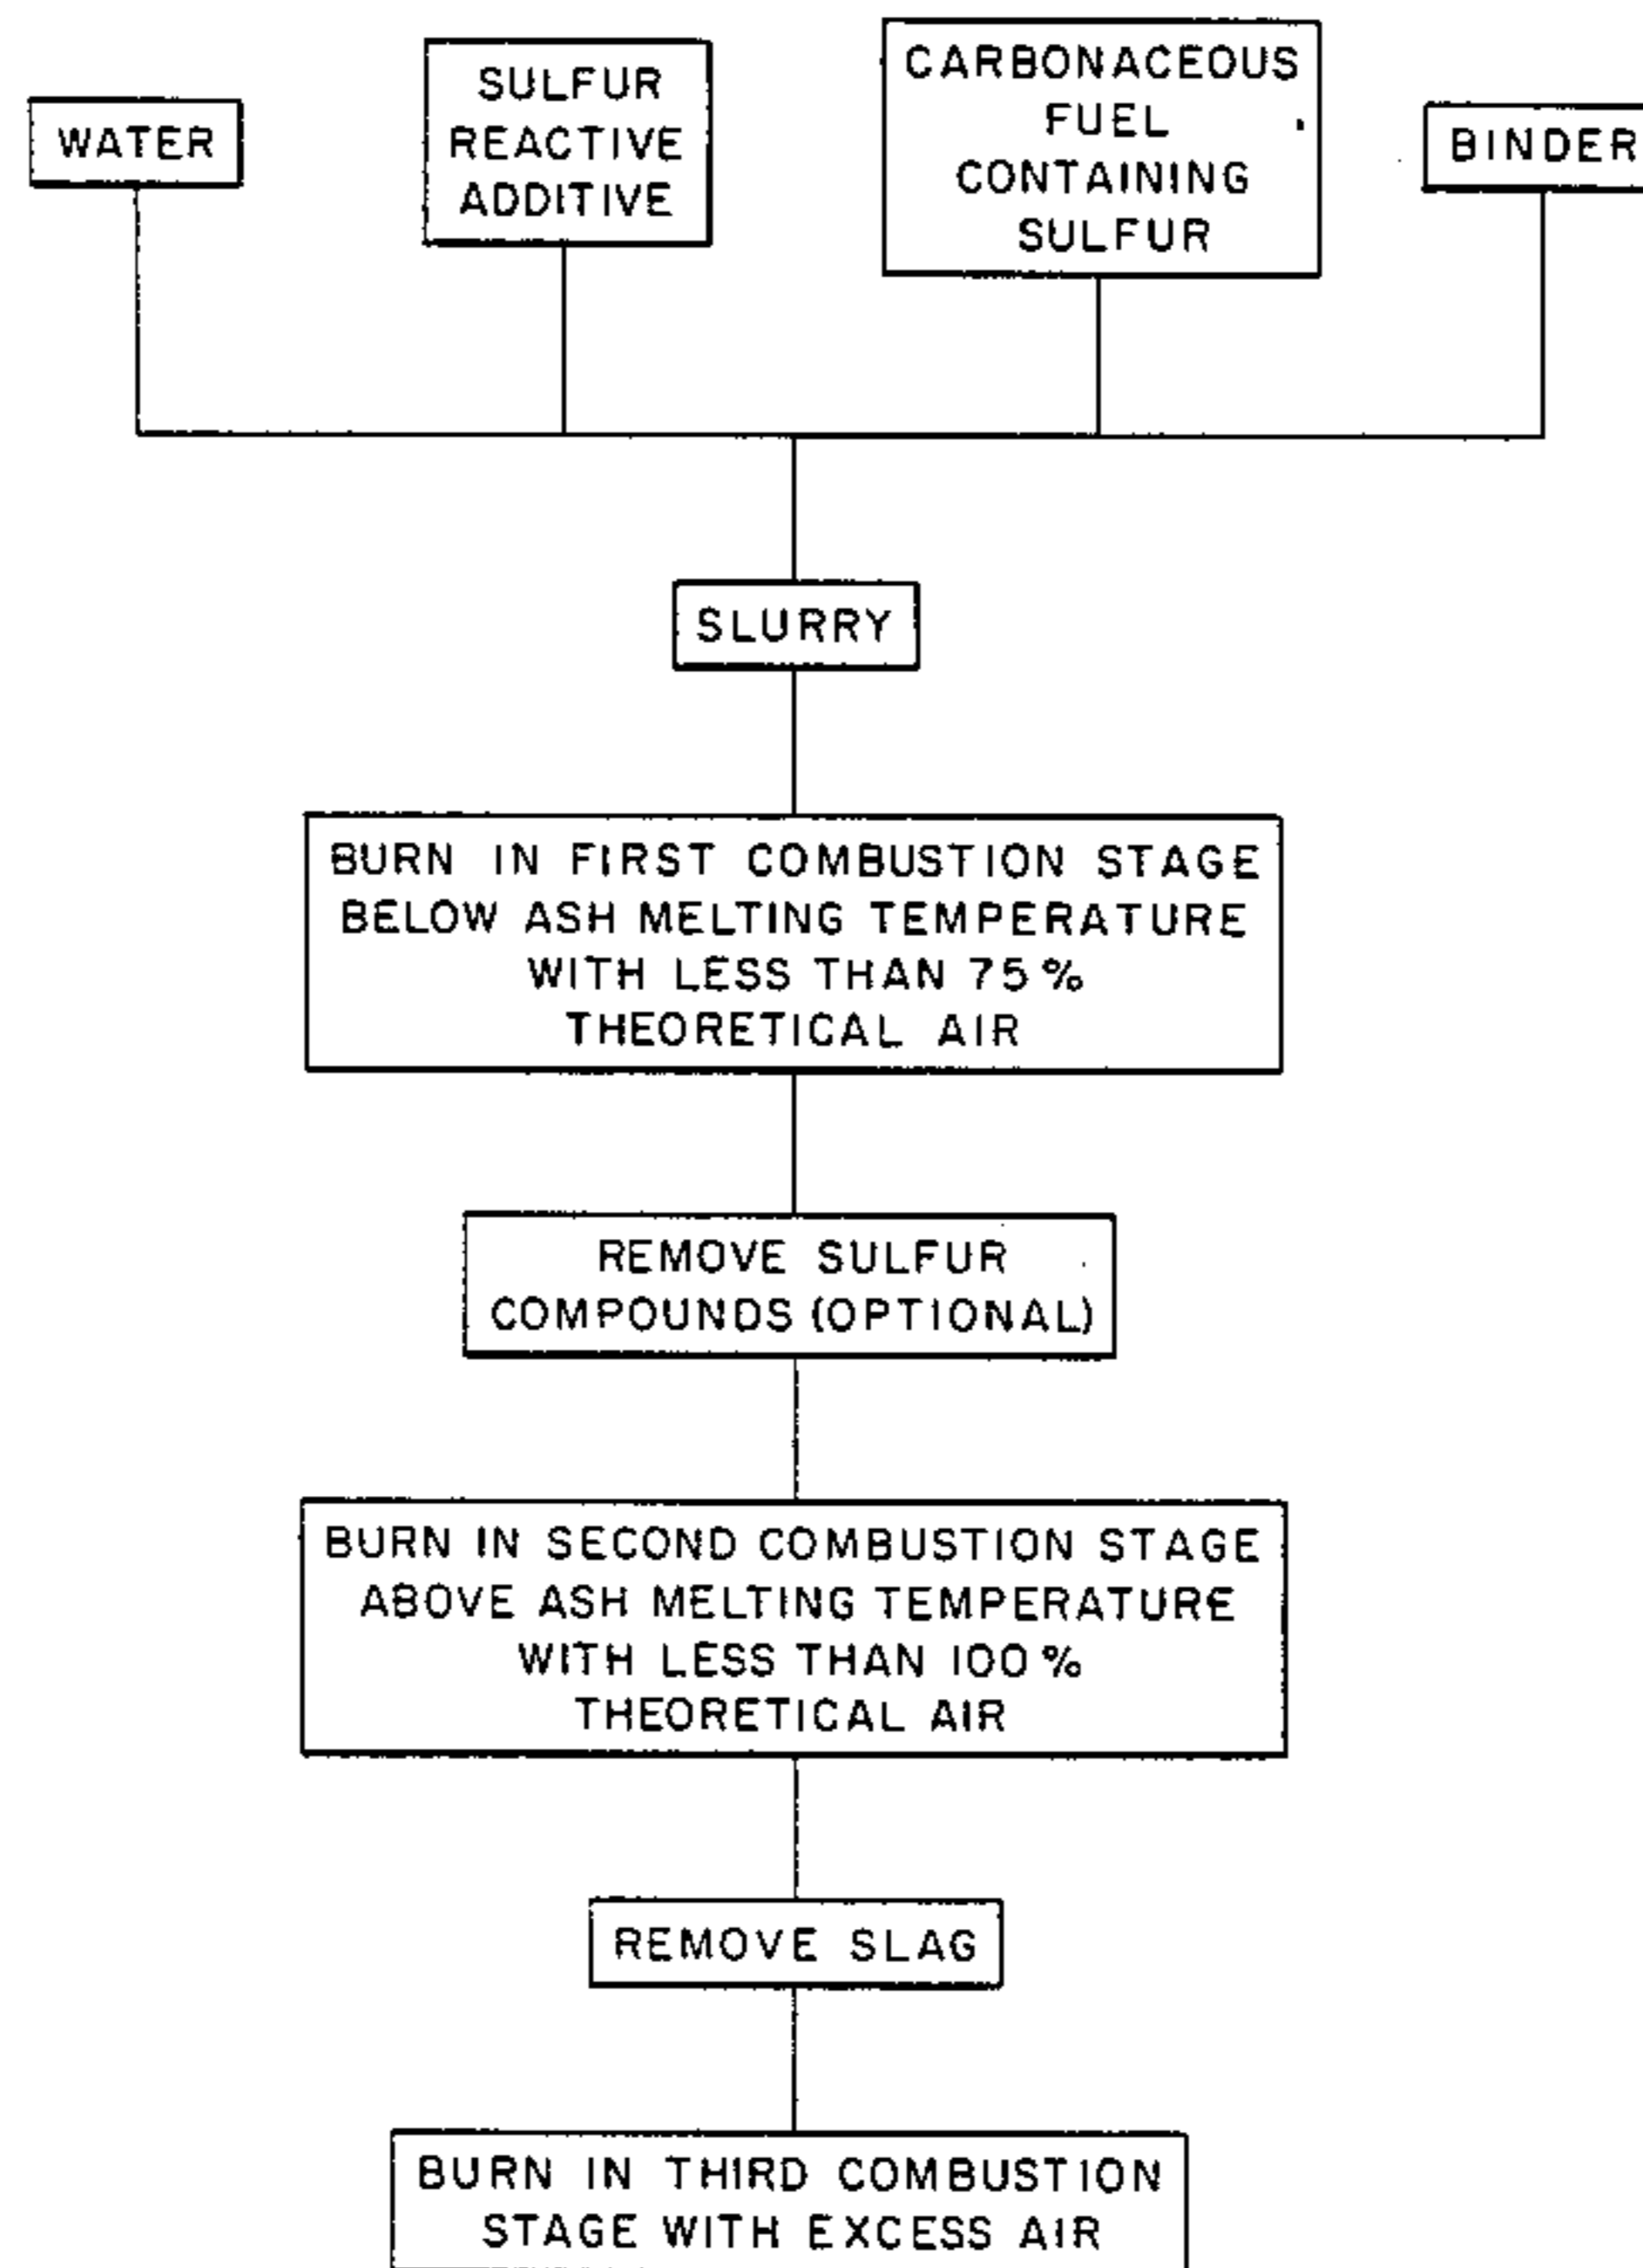 WATER
SULFUR
REACTIVE
ADDITIVE
CARBONACEOUS
FUEL
CONTAINING
SULFUR
BINDER
SLURRY
BURN IN FIRST COMBUSTION STAGE
BELOW ASH MELTING TEMPERATURE
WITH LESS THAN 75%
THEORETICAL AIR
REMOVE SULFUR
COMPOUNDS (OPTIONAL)
BURN IN SECOND COMBUSTION STAGE
ABOVE ASH MELTING TEMPERATURE
WITH LESS THAN 100%
THEORETICAL AIR
REMOVE SLAG
BURN IN THIRD COMBUSTION
STAGE WITH EXCESS AIR